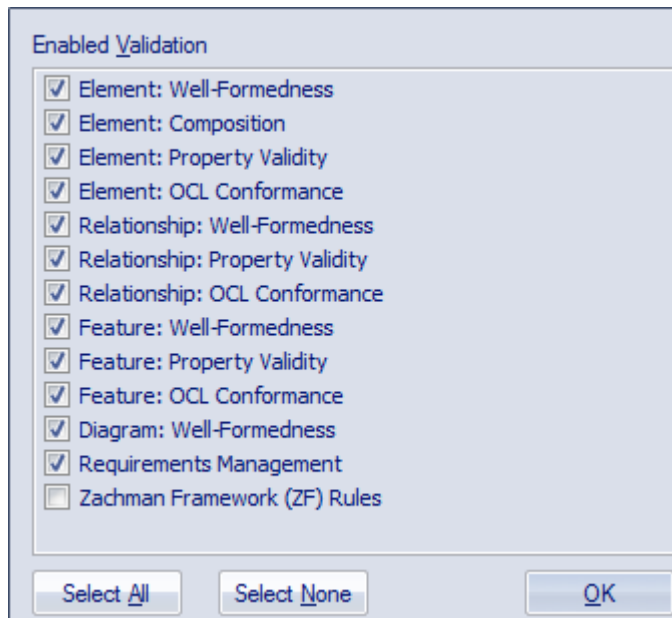 Enabled Validation
Element: Well-Formedness
Element: Composition
Element: Property Validity
Element: OCL Conformance
Relationship: Well-Formedness
Relationship: Property Validity
Relationship: OCL Conformance
Feature: Well-Formedness
Feature: Property Validity
Feature: OCL Conformance
Diagram: Well-Formedness
Requirements Management
Zachman Framework (ZF) Rules
Select All Select None OK